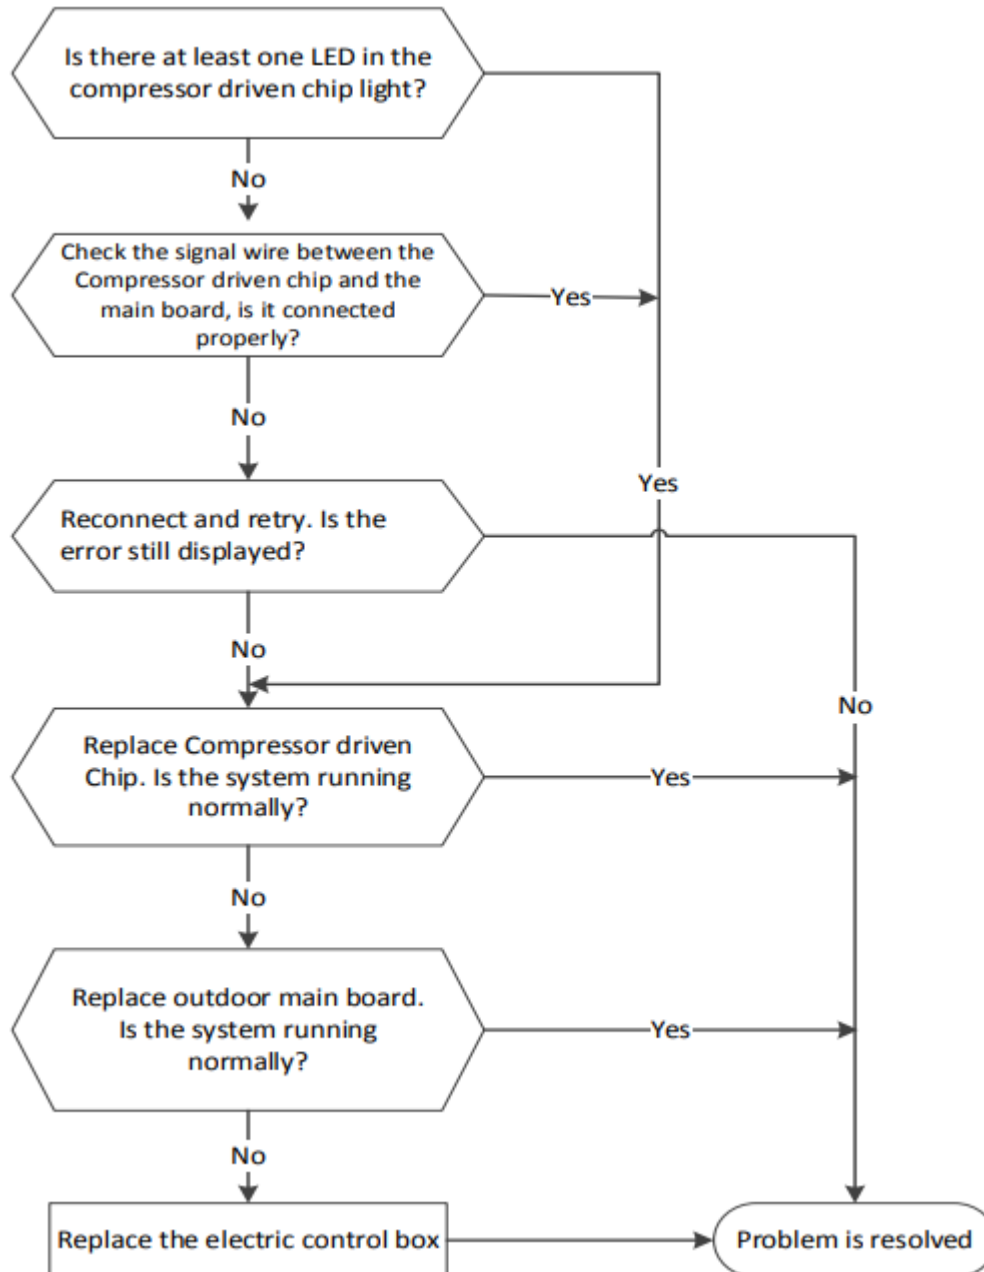 Is there at least one LED in the
compressor driven chip light?
No
Check the signal wire between the
Compressor driven chip and the
main board, is it connected
properly?
Yes
No
Yes
Reconnect and retry. Is the
error still displayed?
No
No
Replace Compressor driven
Chip. Is the system running
normally?
Yes
No
Replace outdoor main board.
Is the system running
normally?
Yes
No
Replace the electric control box
Problem is resolved